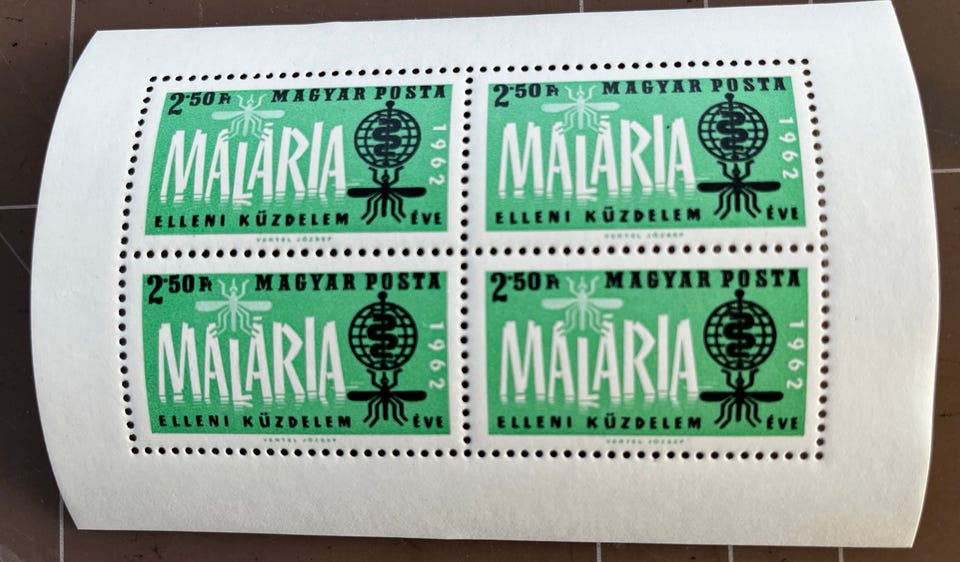 2·50 Ft MAGYAR POSTA
MALÁRIA
1962
ELLENI KÜZDELEM ÉVE
VERTEL JÓZSEF
2·50 Ft MAGYAR POSTA
MALÁRIA
1962
ELLENI KÜZDELEM ÉVE
VERTEL JÓZSEF
2·50 Ft MAGYAR POSTA
MALÁRIA
1962
ELLENI KÜZDELEM ÉVE
VERTEL JÓZSEF
2·50 Ft MAGYAR POSTA
MALÁRIA
1962
ELLENI KÜZDELEM ÉVE
VERTEL JÓZSEF